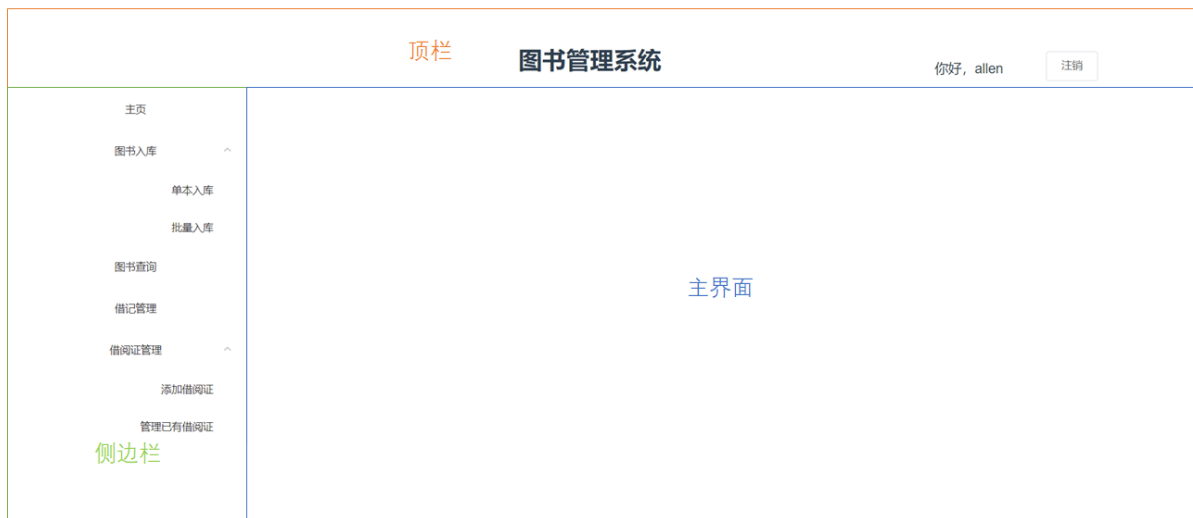 顶栏
图书管理系统
你好，allen
注销
主页
图书入库
单本入库
批量入库
图书查询
借记管理
借阅证管理
添加借阅证
管理已有借阅证
侧边栏
主界面